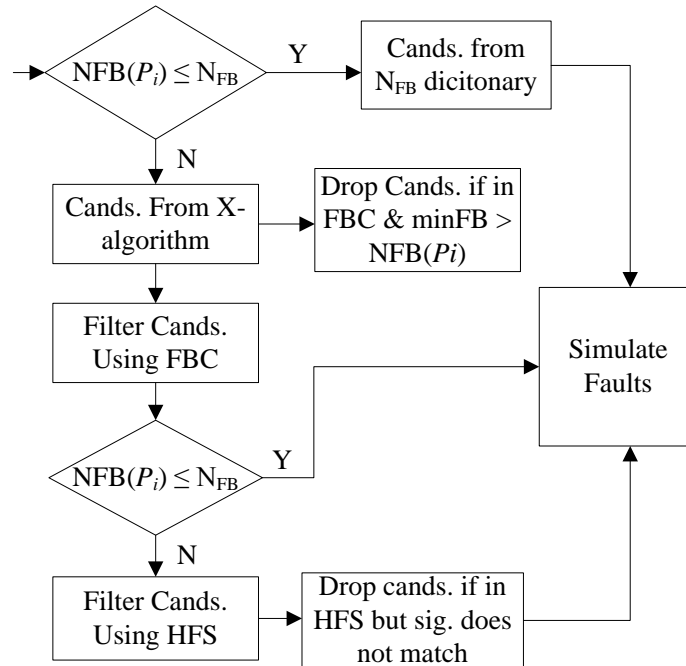 NFB(Pi) ≤ NFB
Y
Cands. from
NFB dicitonary
N
Cands. From X-
algorithm
Drop Cands. if in
FBC & minFB >
NFB(Pi)
Filter Cands.
Using FBC
Simulate
Faults
NFB(Pi) ≤ NFB
Y
N
Filter Cands.
Using HFS
Drop cands. if in
HFS but sig. does
not match